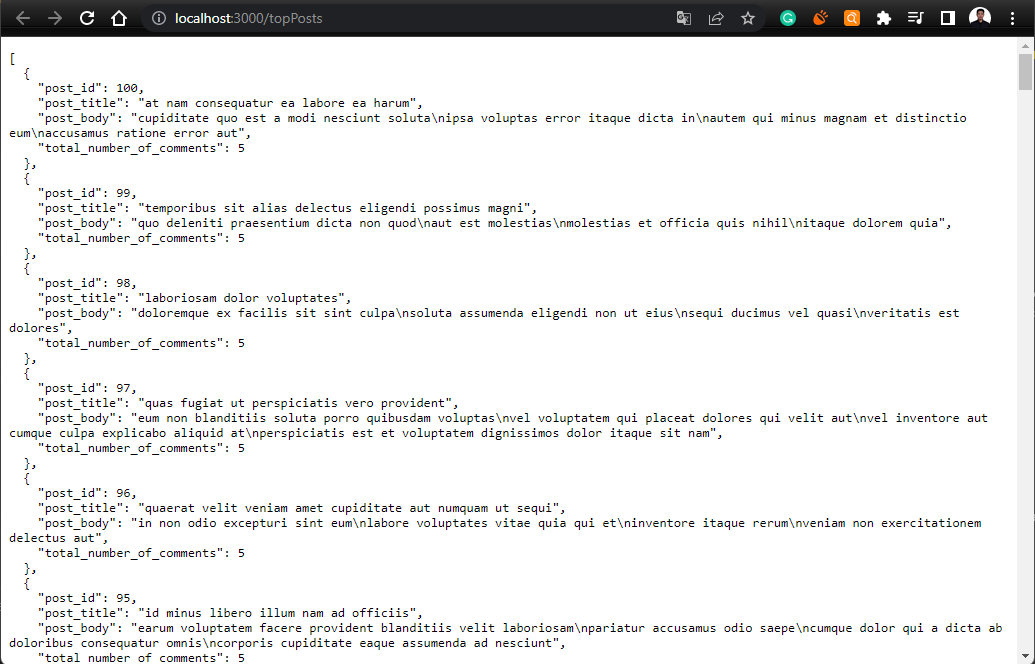 localhost:3000/topPosts
[
  {
    "post_id": 100,
    "post_title": "at nam consequatur ea labore ea harum",
    "post_body": "cupiditate quo est a modi nesciunt soluta\nipsa voluptas error itaque dicta in\nautem qui minus magnam et distinctio
eum\naccusamus ratione error aut",
    "total_number_of_comments": 5
  },
  {
    "post_id": 99,
    "post_title": "temporibus sit alias delectus eligendi possimus magni",
    "post_body": "quo deleniti praesentium dicta non quod\naut est molestias\nmolestias et officia quis nihil\nitaque dolorem quia",
    "total_number_of_comments": 5
  },
  {
    "post_id": 98,
    "post_title": "laboriosam dolor voluptates",
    "post_body": "doloremque ex facilis sit sint culpa\nsoluta assumenda eligendi non ut eius\nsequi ducimus vel quasi\nveritatis est
dolores",
    "total_number_of_comments": 5
  },
  {
    "post_id": 97,
    "post_title": "quas fugiat ut perspiciatis vero provident",
    "post_body": "eum non blanditiis soluta porro quibusdam voluptas\nvel voluptatem qui placeat dolores qui velit aut\nvel inventore aut
cumque culpa explicabo aliquid at\nperspiciatis est et voluptatem dignissimos dolor itaque sit nam",
    "total_number_of_comments": 5
  },
  {
    "post_id": 96,
    "post_title": "quaerat velit veniam amet cupiditate aut numquam ut sequi",
    "post_body": "in non odio excepturi sint eum\nlabore voluptates vitae quia qui et\ninventore itaque rerum\nveniam non exercitationem
delectus aut",
    "total_number_of_comments": 5
  },
  {
    "post_id": 95,
    "post_title": "id minus libero illum nam ad officiis",
    "post_body": "earum voluptatem facere provident blanditiis velit laboriosam\npariatur accusamus odio saepe\ncumque dolor qui a dicta ab
doloribus consequatur omnis\ncorporis cupiditate eaque assumenda ad nesciunt",
    "total_number_of_comments": 5